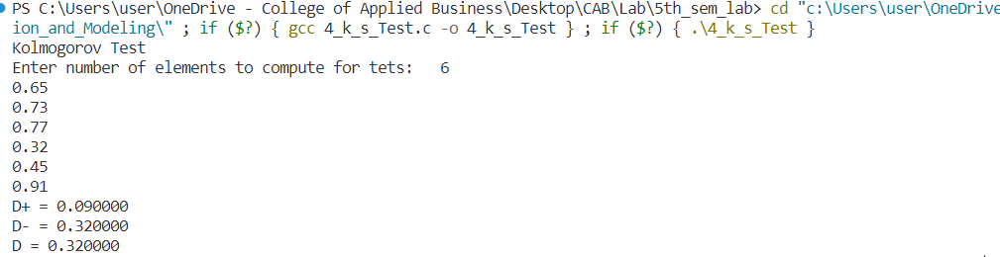 PS C:\Users\user\OneDrive - College of Applied Business\Desktop\CAB\Lab\5th_sem_lab> cd "c:\Users\user\OneDrive
ion_and_Modeling\" ; if ($?) { gcc 4_k_s_Test.c -o 4_k_s_Test } ; if ($?) { .\4_k_s_Test }
Kolmogorov Test
Enter number of elements to compute for tets:   6
0.65
0.73
0.77
0.32
0.45
0.91
D+ = 0.090000
D- = 0.320000
D = 0.320000